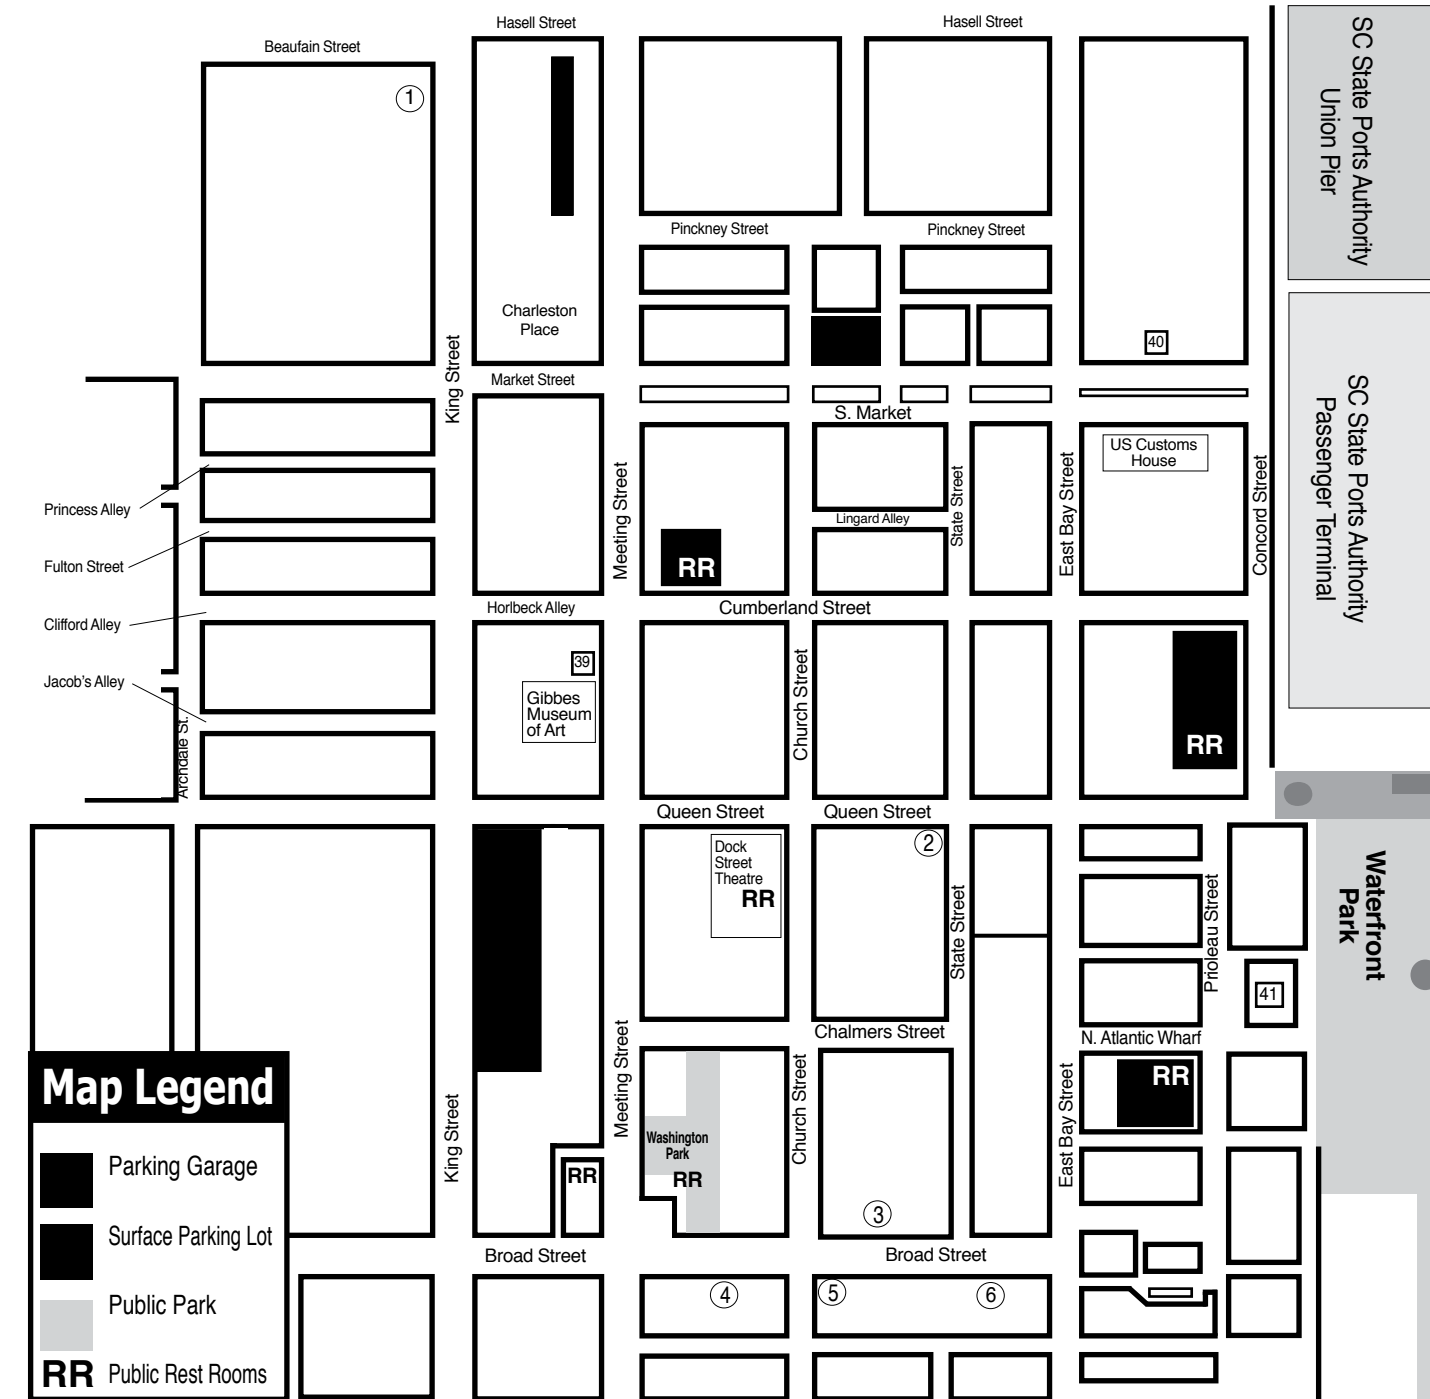 Hasell Street
Hasell Street
Beaufain Street
SC State Ports Authority
Union Pier
1
Pinckney Street
Pinckney Street
Charleston
Place
40
King Street
Market Street
S. Market
SC State Ports Authority
Passenger Terminal
US Customs
House
Meeting Street
State Street
East Bay Street
Concord Street
Princess Alley
Lingard Alley
Fulton Street
RR
Horlbeck Alley
Cumberland Street
Clifford Alley
39
Gibbes
Museum
of Art
Church Street
Jacob's Alley
Archdale St.
RR
Queen Street
Queen Street
Dock
Street
Theatre
RR
2
State Street
Prioleau Street
Waterfront
Park
41
Chalmers Street
N. Atlantic Wharf
Meeting Street
Church Street
East Bay Street
RR
King Street
Washington
Park
RR
RR
3
Broad Street
Broad Street
4
5
6
Map Legend
Parking Garage
Surface Parking Lot
Public Park
RR Public Rest Rooms